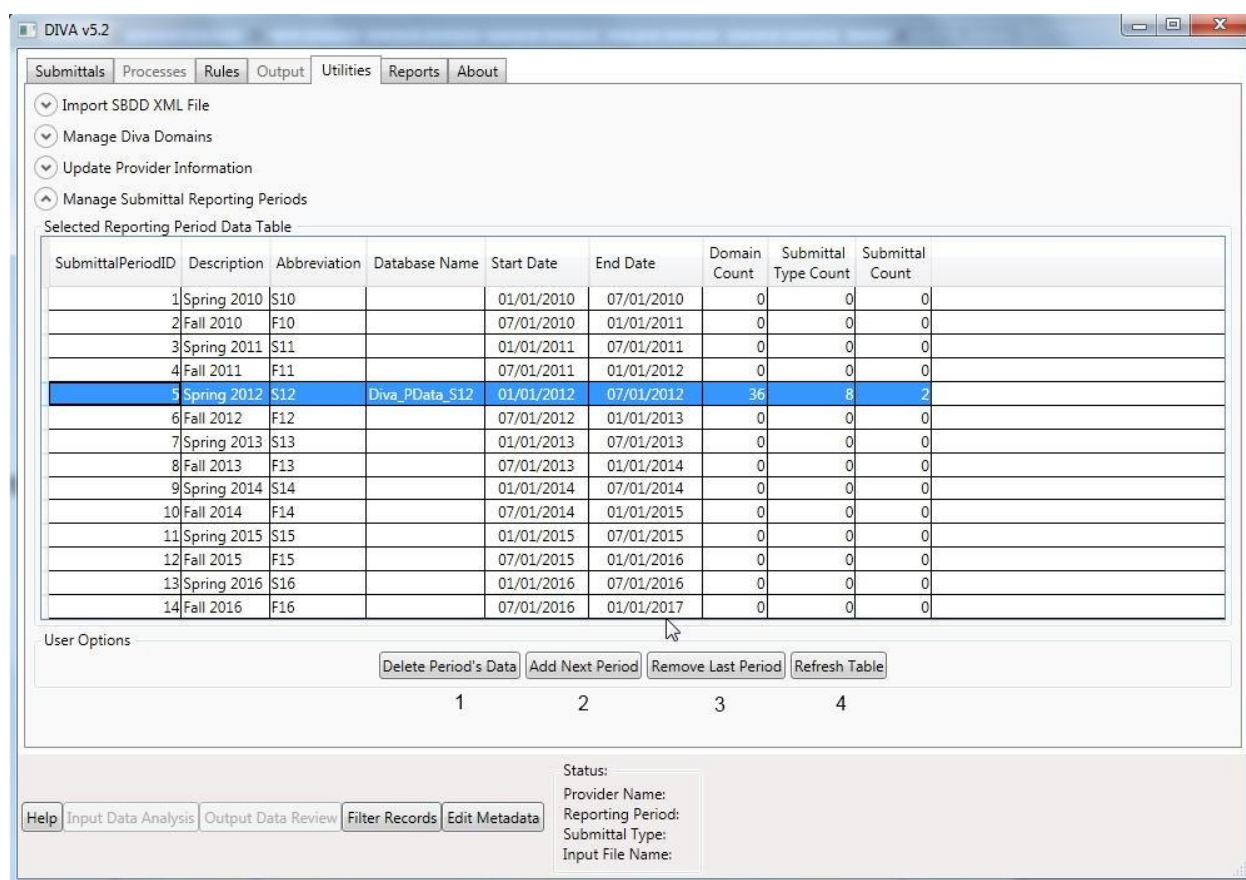 DIVA v5.2
Submittals Processes Rules Output Utilities Reports About
Import SBDD XML File
Manage Diva Domains
Update Provider Information
Manage Submittal Reporting Periods
Selected Reporting Period Data Table
SubmittalPeriodID Description Abbreviation Database Name Start Date End Date Domain Count Submittal Type Count Submittal Count
1 Spring 2010 S10 01/01/2010 07/01/2010 0 0 0
2 Fall 2010 F10 07/01/2010 01/01/2011 0 0 0
3 Spring 2011 S11 01/01/2011 07/01/2011 0 0 0
4 Fall 2011 F11 07/01/2011 01/01/2012 0 0 0
5 Spring 2012 S12 Diva_PData_S12 01/01/2012 07/01/2012 36 8 2
6 Fall 2012 F12 07/01/2012 01/01/2013 0 0 0
7 Spring 2013 S13 01/01/2013 07/01/2013 0 0 0
8 Fall 2013 F13 07/01/2013 01/01/2014 0 0 0
9 Spring 2014 S14 01/01/2014 07/01/2014 0 0 0
10 Fall 2014 F14 07/01/2014 01/01/2015 0 0 0
11 Spring 2015 S15 01/01/2015 07/01/2015 0 0 0
12 Fall 2015 F15 07/01/2015 01/01/2016 0 0 0
13 Spring 2016 S16 01/01/2016 07/01/2016 0 0 0
14 Fall 2016 F16 07/01/2016 01/01/2017 0 0 0
User Options
Delete Period's Data Add Next Period Remove Last Period Refresh Table
1 2 3 4
Status:
Provider Name:
Reporting Period:
Submittal Type:
Input File Name:
Help Input Data Analysis Output Data Review Filter Records Edit Metadata